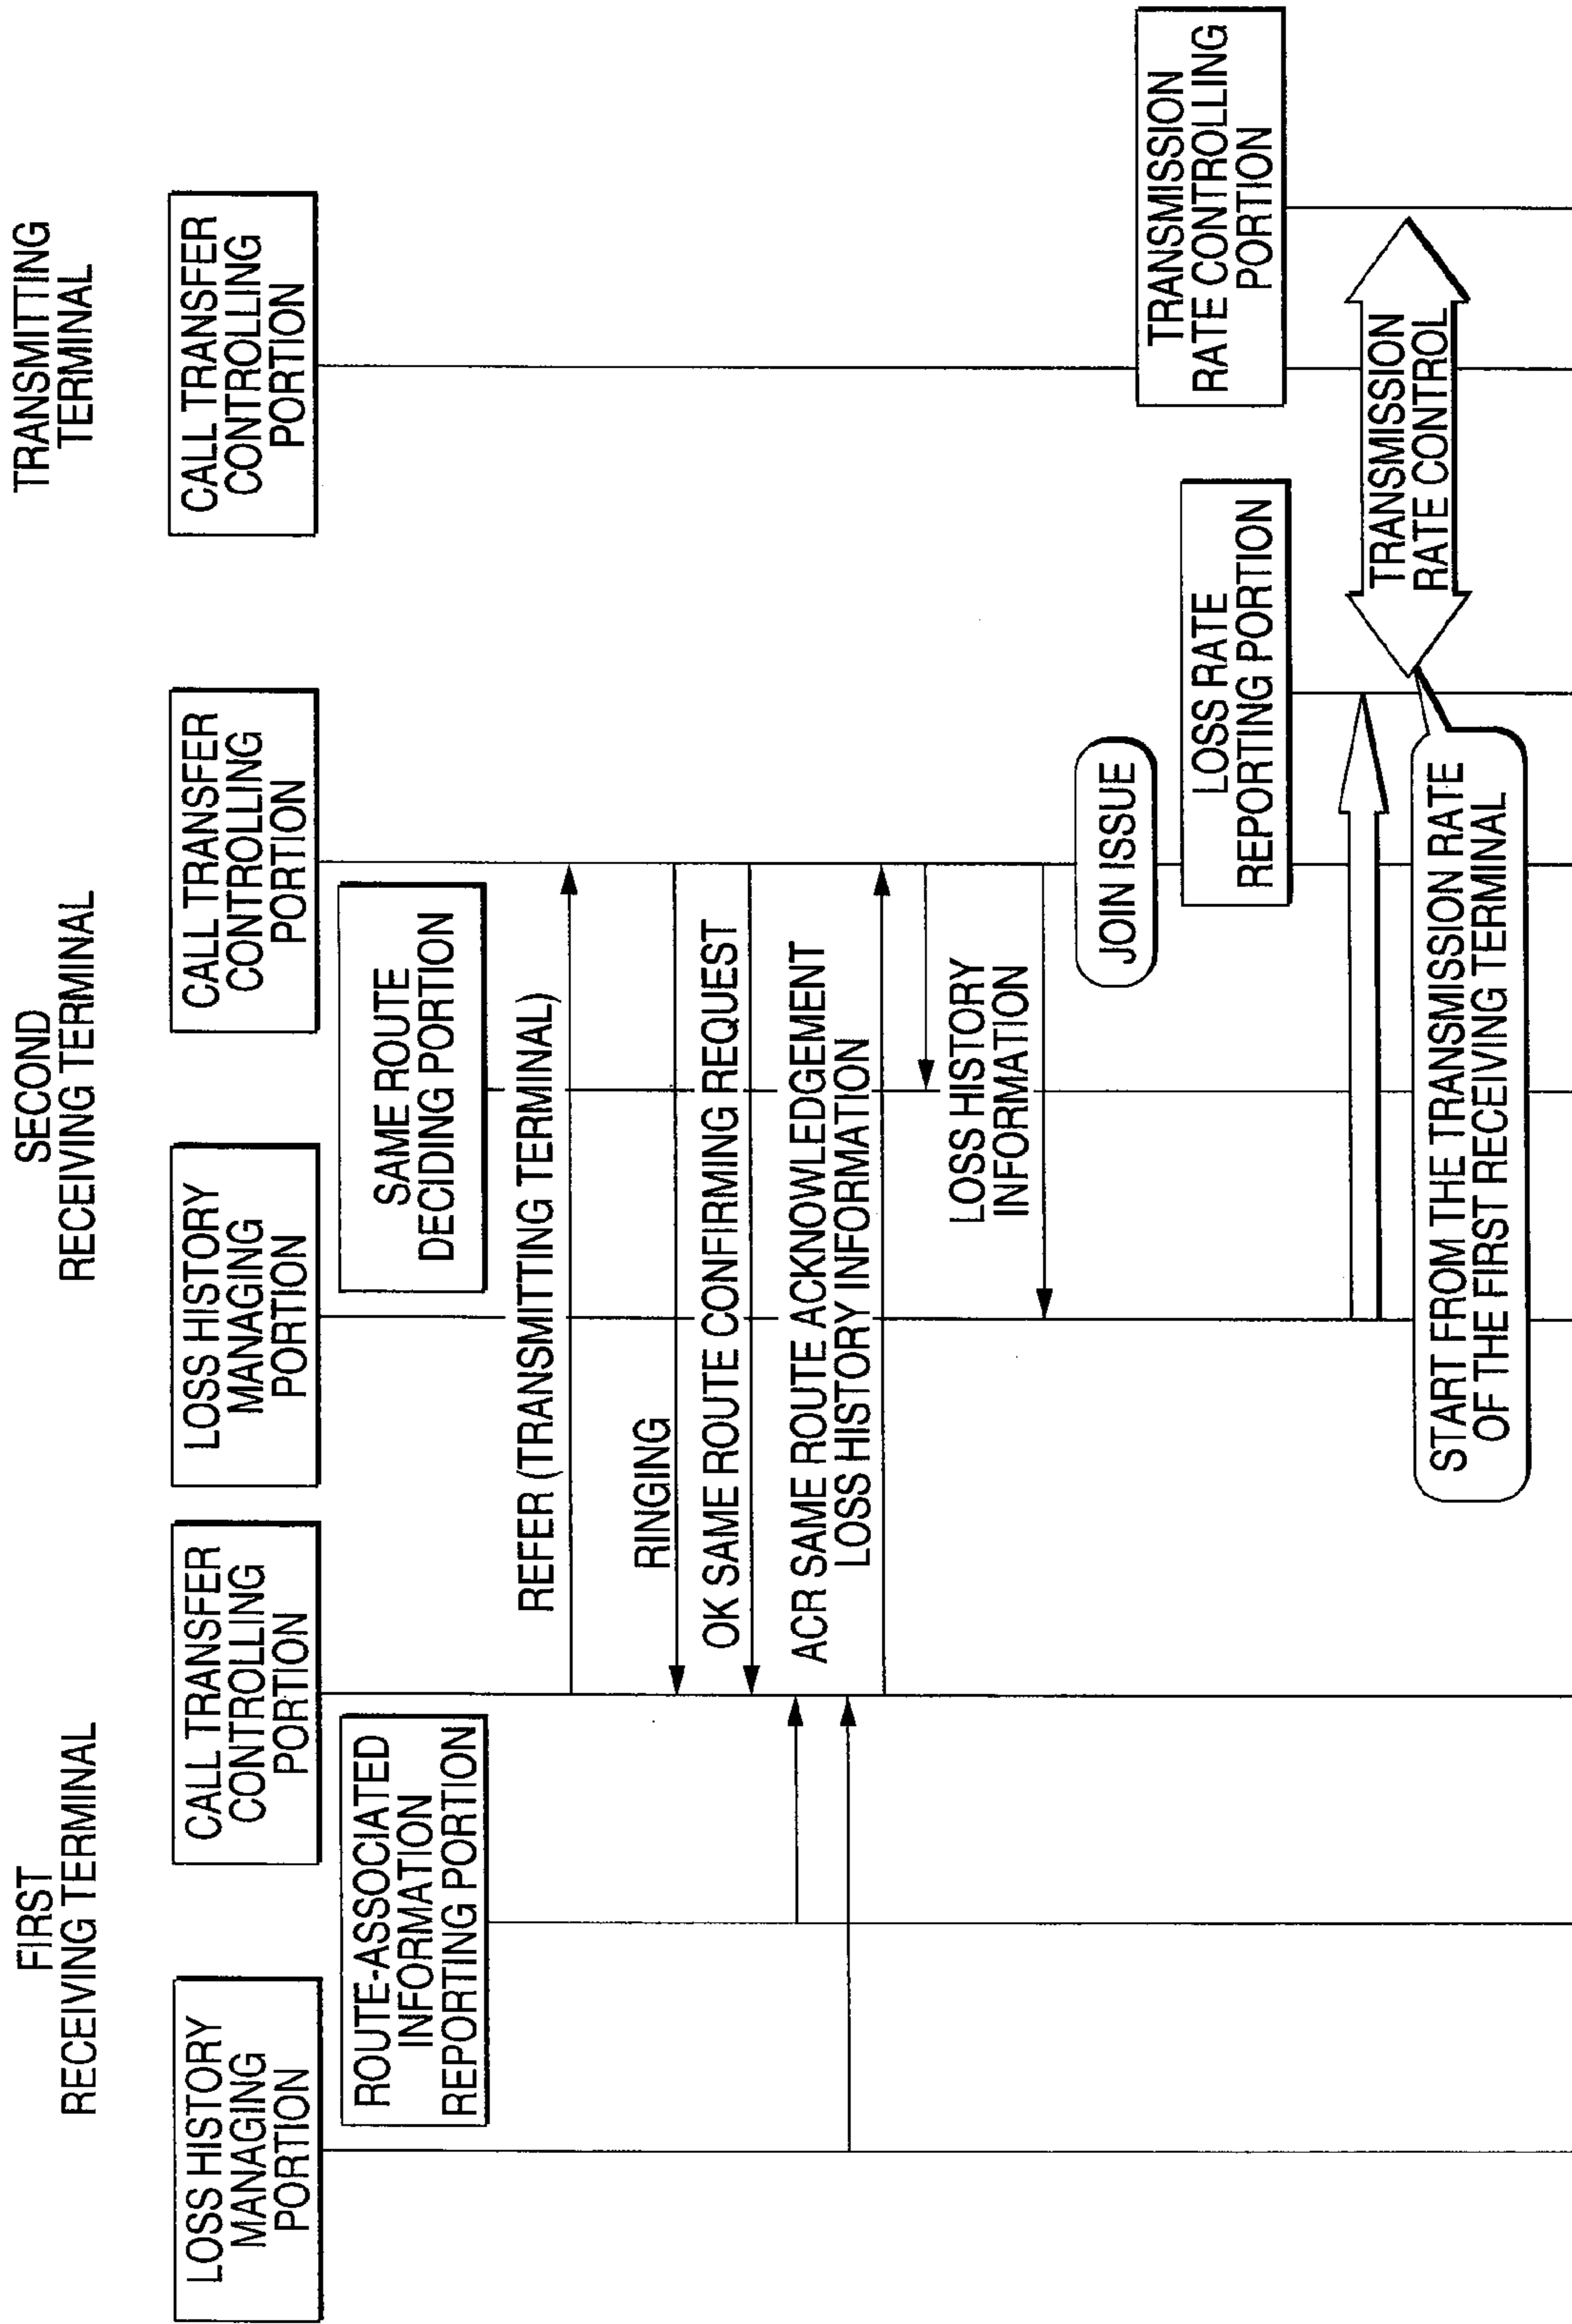 FIRST
RECEIVING TERMINAL
SECOND
RECEIVING TERMINAL
TRANSMITTING
TERMINAL
LOSS HISTORY
MANAGING
PORTION
CALL TRANSFER
CONTROLLING
PORTION
LOSS HISTORY
MANAGING
PORTION
CALL TRANSFER
CONTROLLING
PORTION
CALL TRANSFER
CONTROLLING
PORTION
ROUTE-ASSOCIATED
INFORMATION
REPORTING PORTION
SAME ROUTE
DECIDING PORTION
REFER (TRANSMITTING TERMINAL)
RINGING
OK SAME ROUTE CONFIRMING REQUEST
ACR SAME ROUTE ACKNOWLEDGEMENT
LOSS HISTORY INFORMATION
LOSS HISTORY
INFORMATION
JOIN ISSUE
LOSS RATE
REPORTING PORTION
TRANSMISSION
RATE CONTROLLING
PORTION
TRANSMISSION
RATE CONTROL
START FROM THE TRANSMISSION RATE
OF THE FIRST RECEIVING TERMINAL